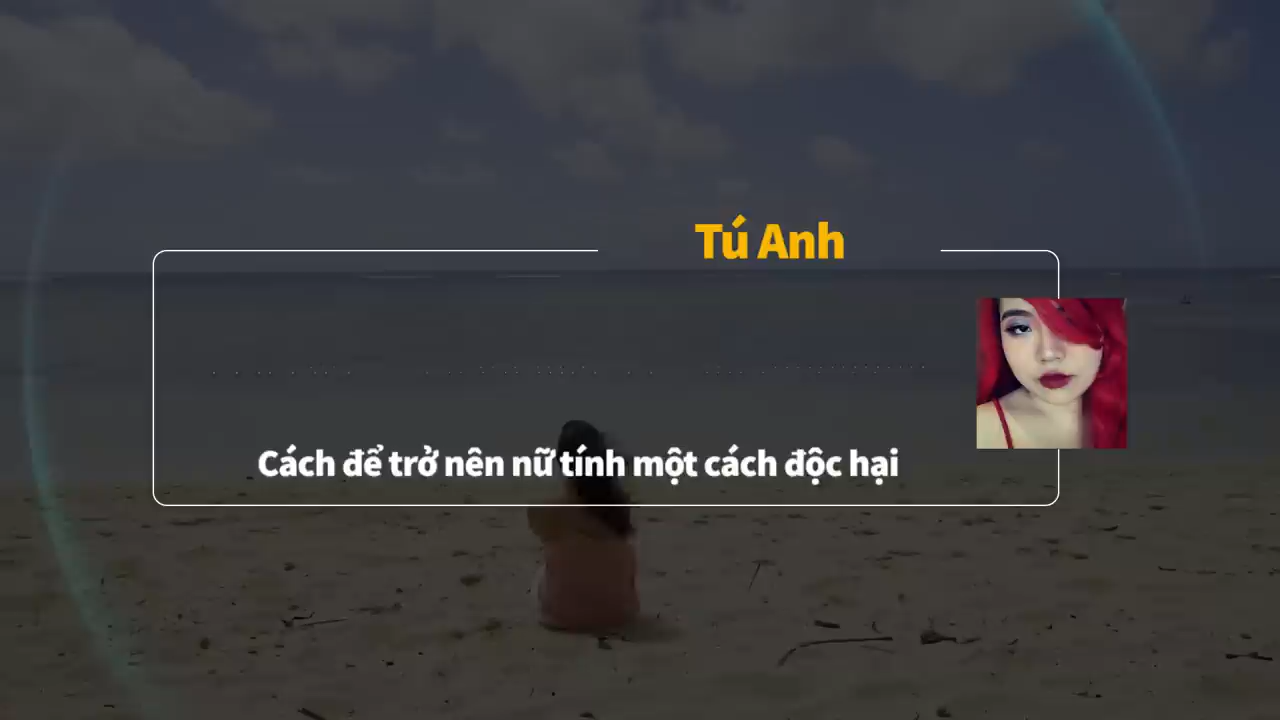 Tú Anh
Cách để trở nên nữ tính một cách độc hại